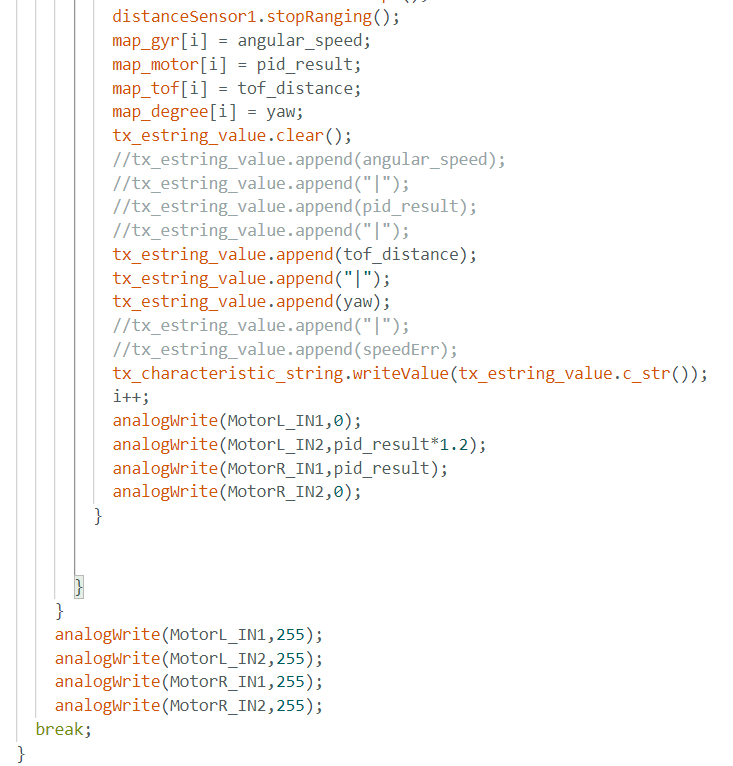 distanceSensor1.stopRanging();
map_gyr[i] = angular_speed;
map_motor[i] = pid_result;
map_tof[i] = tof_distance;
map_degree[i] = yaw;
tx_estring_value.clear();
//tx_estring_value.append(angular_speed);
//tx_estring_value.append("|");
//tx_estring_value.append(pid_result);
//tx_estring_value.append("|");
tx_estring_value.append(tof_distance);
tx_estring_value.append("|");
tx_estring_value.append(yaw);
//tx_estring_value.append("|");
//tx_estring_value.append(speedErr);
tx_characteristic_string.writeValue(tx_estring_value.c_str());
i++;
analogWrite(MotorL_IN1,0);
analogWrite(MotorL_IN2,pid_result*1.2);
analogWrite(MotorR_IN1,pid_result);
analogWrite(MotorR_IN2,0);
}
}
}
analogWrite(MotorL_IN1,255);
analogWrite(MotorL_IN2,255);
analogWrite(MotorR_IN1,255);
analogWrite(MotorR_IN2,255);
break;
}